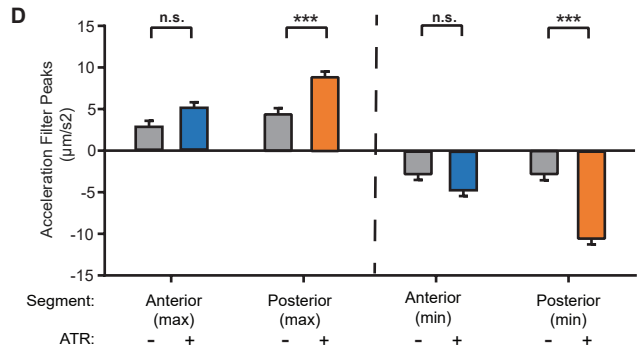 D
n.s.
***
n.s.
***
Acceleration Filter Peaks
(μm/s2)
15
10
5
0
-5
-10
-15
Segment:
Anterior
(max)
Posterior
(max)
Anterior
(min)
Posterior
(min)
ATR:
- + - + - + - +